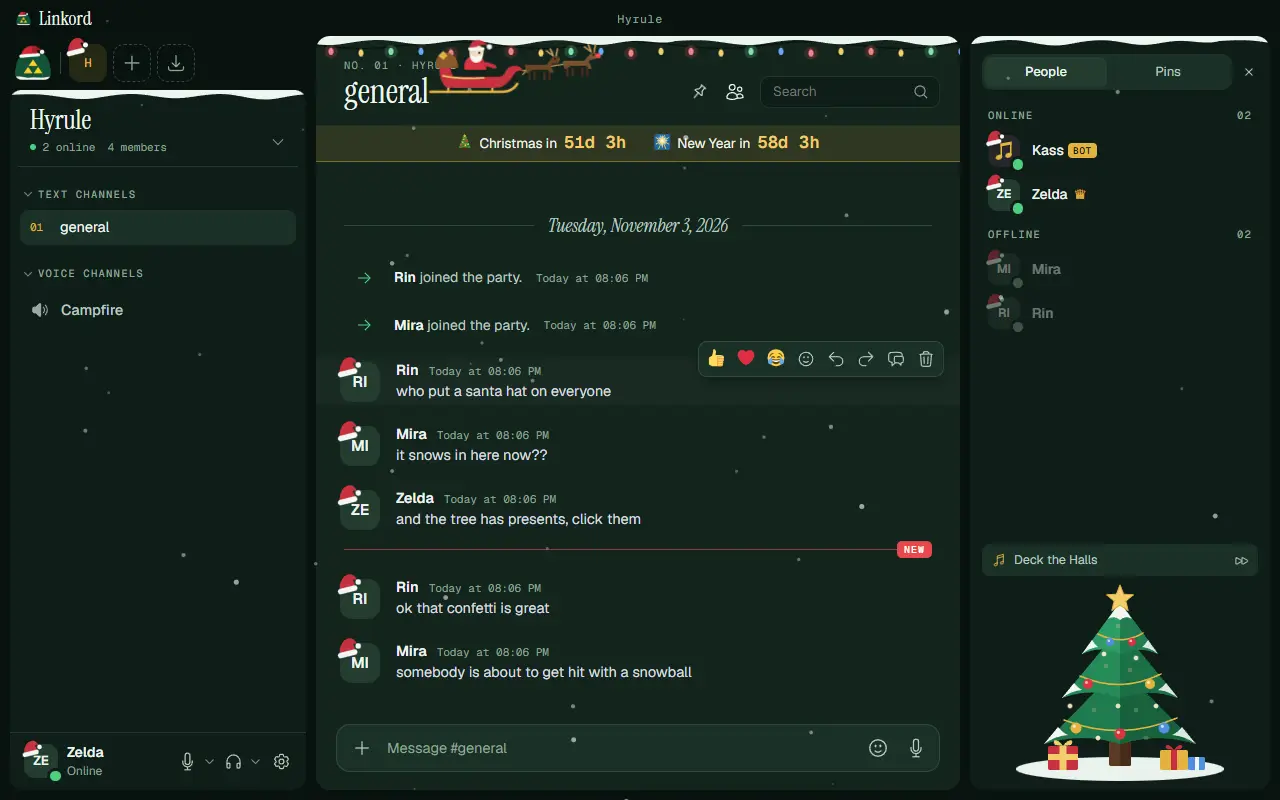 Linkord
Hyrule
H
Hyrule
2 online 4 members
TEXT CHANNELS
01 general
VOICE CHANNELS
Campfire
ZE
Zelda
Online
NO. 01 · HYR
general
Search
Christmas in 51d 3h
New Year in 58d 3h
Tuesday, November 3, 2026
Rin joined the party. Today at 08:06 PM
Mira joined the party. Today at 08:06 PM
RI
Rin Today at 08:06 PM
who put a santa hat on everyone
MI
Mira Today at 08:06 PM
it snows in here now??
ZE
Zelda Today at 08:06 PM
and the tree has presents, click them
NEW
RI
Rin Today at 08:06 PM
ok that confetti is great
MI
Mira Today at 08:06 PM
somebody is about to get hit with a snowball
Message #general
People
Pins
ONLINE 02
Kass BOT
ZE
Zelda
OFFLINE 02
MI
Mira
RI
Rin
Deck the Halls